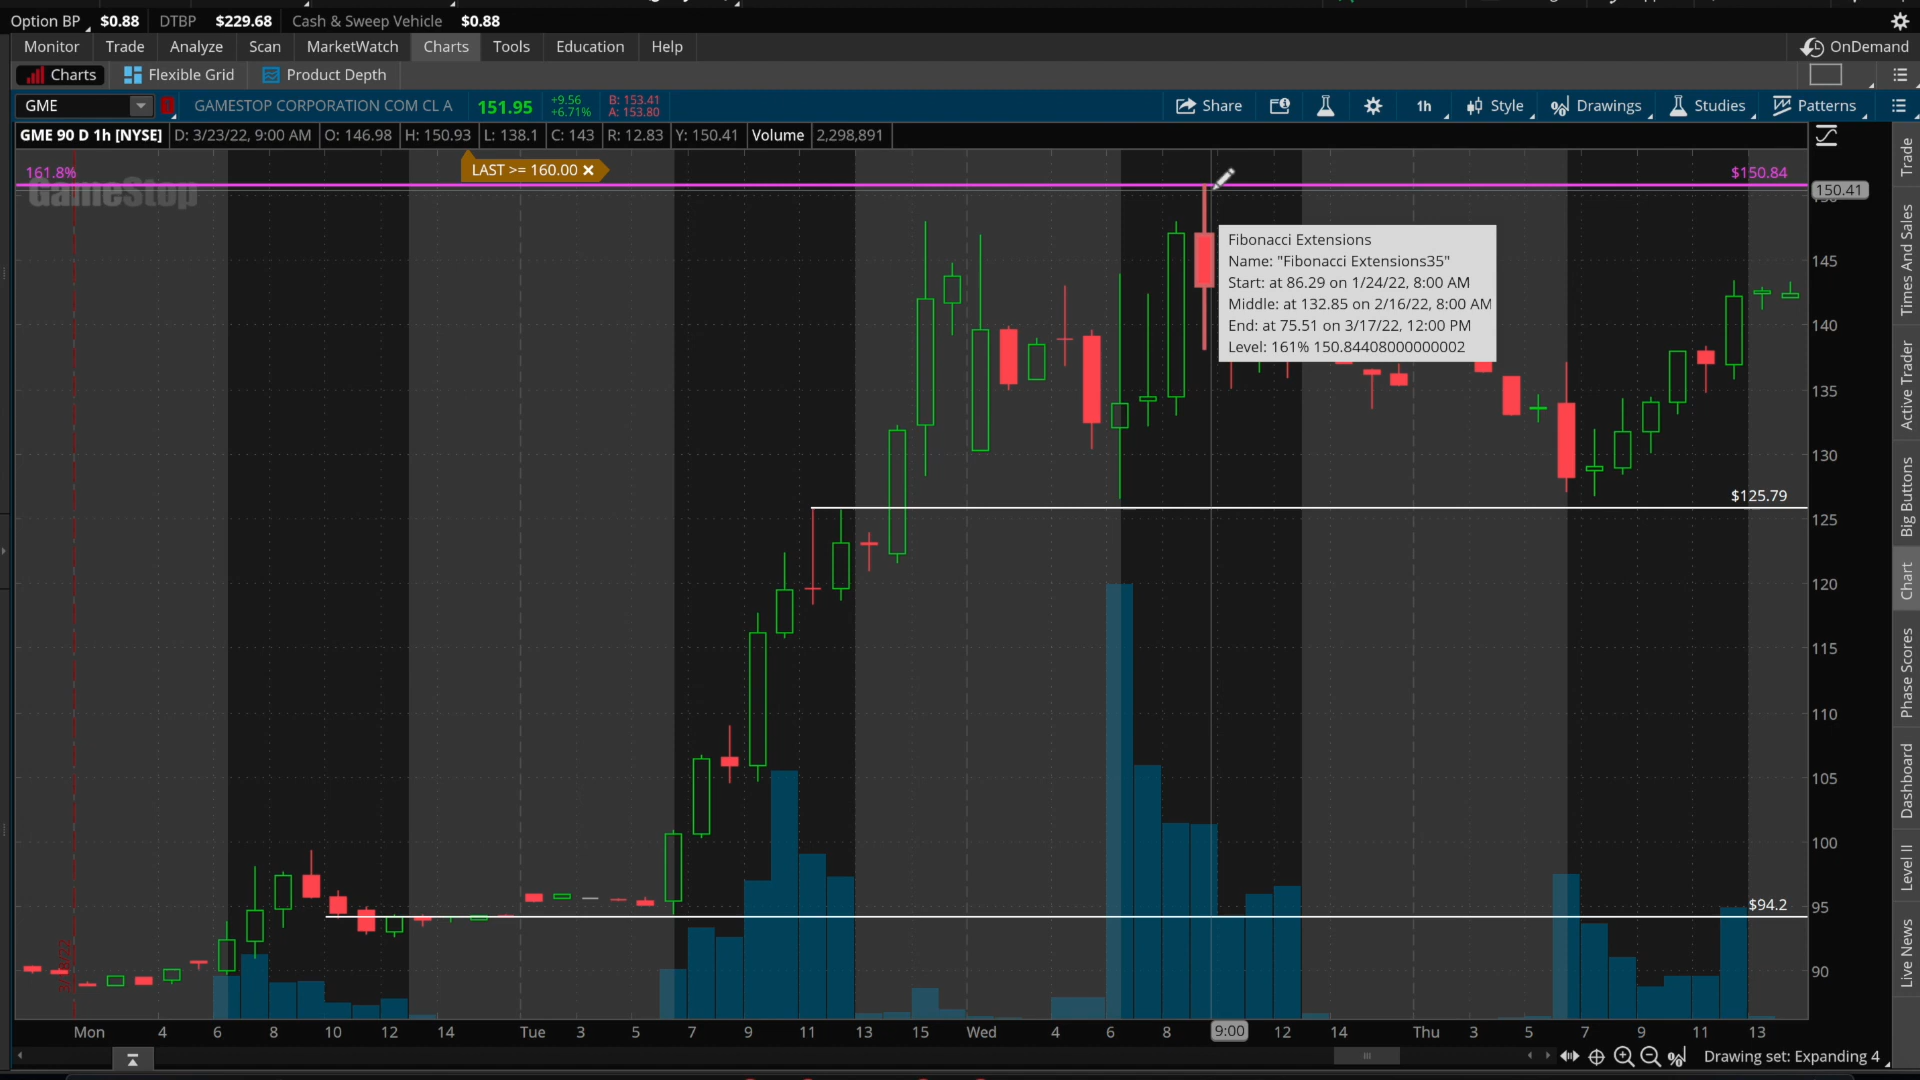 Option BP $0.88 DTBP $229.68 Cash & Sweep Vehicle $0.88
Monitor Trade Analyze Scan MarketWatch Charts Tools Education Help OnDemand
Charts Flexible Grid Product Depth
GME GAMESTOP CORPORATION COM CL A 151.95 +9.56 +6.71% B: 153.41 A: 153.80 Share 1h Style Drawings Studies Patterns
GME 90 D 1h [NYSE] D: 3/23/22, 9:00 AM O: 146.98 H: 150.93 L: 138.1 C: 143 R: 12.83 Y: 150.41 Volume 2,298,891
LAST >= 160.00
161.8% $150.84
GameStop
150.41
Fibonacci Extensions
Name: "Fibonacci Extensions35"
Start: at 86.29 on 1/24/22, 8:00 AM
Middle: at 132.85 on 2/16/22, 8:00 AM
End: at 75.51 on 3/17/22, 12:00 PM
Level: 161% 150.84408000000002
145
140
135
130
$125.79
125
120
115
110
105
100
95
$94.2
90
Mon 4 6 8 10 12 14 Tue 3 5 7 9 11 13 15 Wed 4 6 8 9:00 12 14 Thu 3 5 7 9 11 13
Drawing set: Expanding 4
Trade
Times And Sales
Active Trader
Big Buttons
Chart
Phase Scores
Dashboard
Level II
Live News